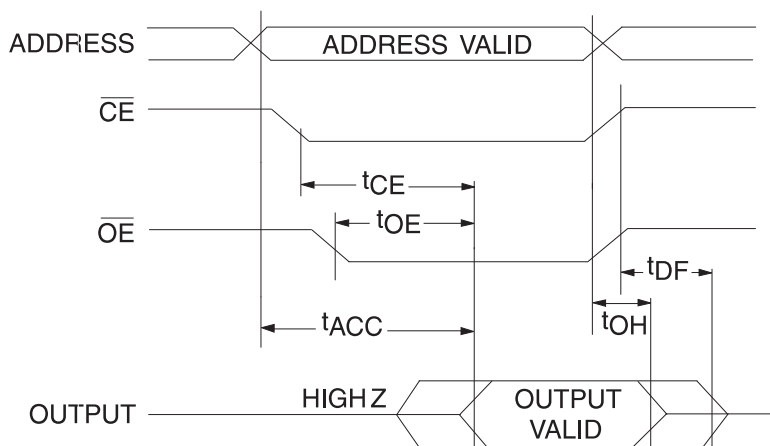 ADDRESS
ADDRESS VALID
CE
tCE
tOE
OE
tDF
tACC
tOH
HIGH Z
OUTPUT
OUTPUT
VALID